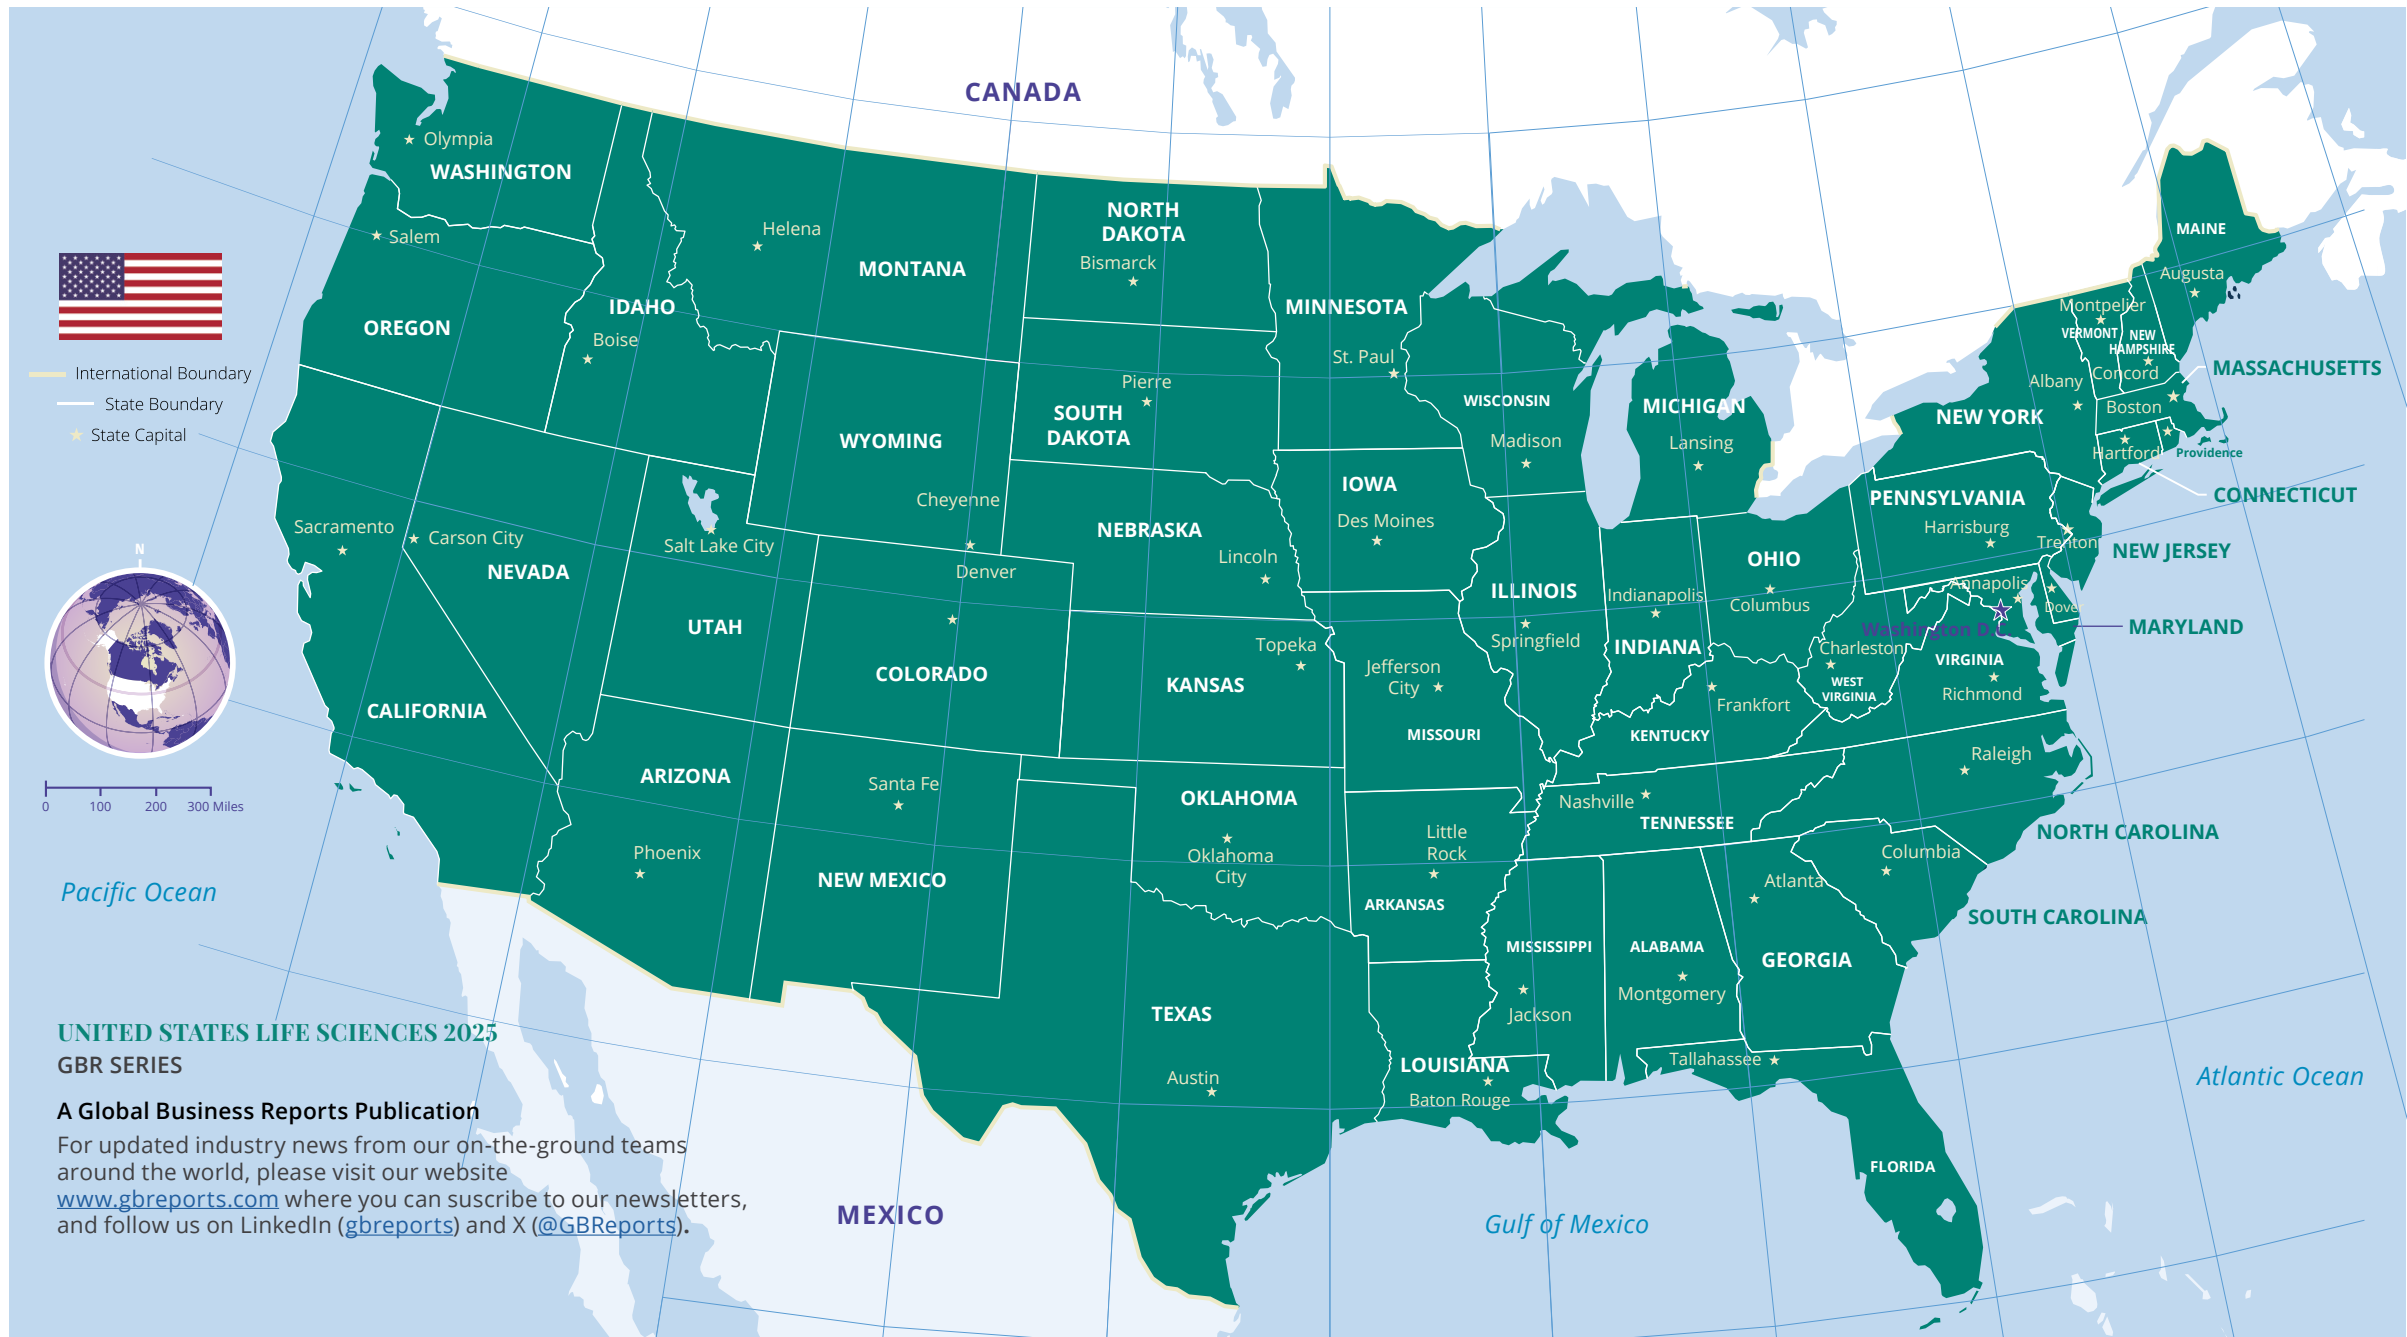 CANADA
Olympia
WASHINGTON
Salem
OREGON
Helena
MONTANA
IDAHO
Boise
NORTH
DAKOTA
Bismarck
MINNESOTA
St. Paul
Pierre
SOUTH
DAKOTA
WYOMING
Cheyenne
WISCONSIN
Madison
MICHIGAN
Lansing
MAINE
Augusta
Montpelier
VERMONT
NEW
HAMPSHIRE
Concord
MASSACHUSETTS
Albany
Boston
NEW YORK
Hartford
Providence
CONNECTICUT
International Boundary
State Boundary
State Capital
Sacramento
Carson City
NEVADA
Salt Lake City
UTAH
Denver
COLORADO
NEBRASKA
Lincoln
IOWA
Des Moines
ILLINOIS
Springfield
Indianapolis
INDIANA
OHIO
Columbus
PENNSYLVANIA
Harrisburg
Trenton
NEW JERSEY
Annapolis
Dover
Washington D.C.
MARYLAND
Charleston
WEST
VIRGINIA
VIRGINIA
Richmond
N
0 100 200 300 Miles
CALIFORNIA
ARIZONA
Phoenix
Santa Fe
NEW MEXICO
Topeka
KANSAS
Jefferson
City
MISSOURI
Frankfort
KENTUCKY
OKLAHOMA
Oklahoma
City
Little
Rock
ARKANSAS
Nashville
TENNESSEE
Raleigh
NORTH CAROLINA
Columbia
SOUTH CAROLINA
Atlanta
GEORGIA
MISSISSIPPI
Jackson
ALABAMA
Montgomery
TEXAS
Austin
LOUISIANA
Baton Rouge
Tallahassee
FLORIDA
Pacific Ocean
Atlantic Ocean
Gulf of Mexico
MEXICO
UNITED STATES LIFE SCIENCES 2025
GBR SERIES
A Global Business Reports Publication
For updated industry news from our on-the-ground teams
around the world, please visit our website
www.gbreports.com where you can suscribe to our newsletters,
and follow us on LinkedIn (gbreports) and X (@GBReports).